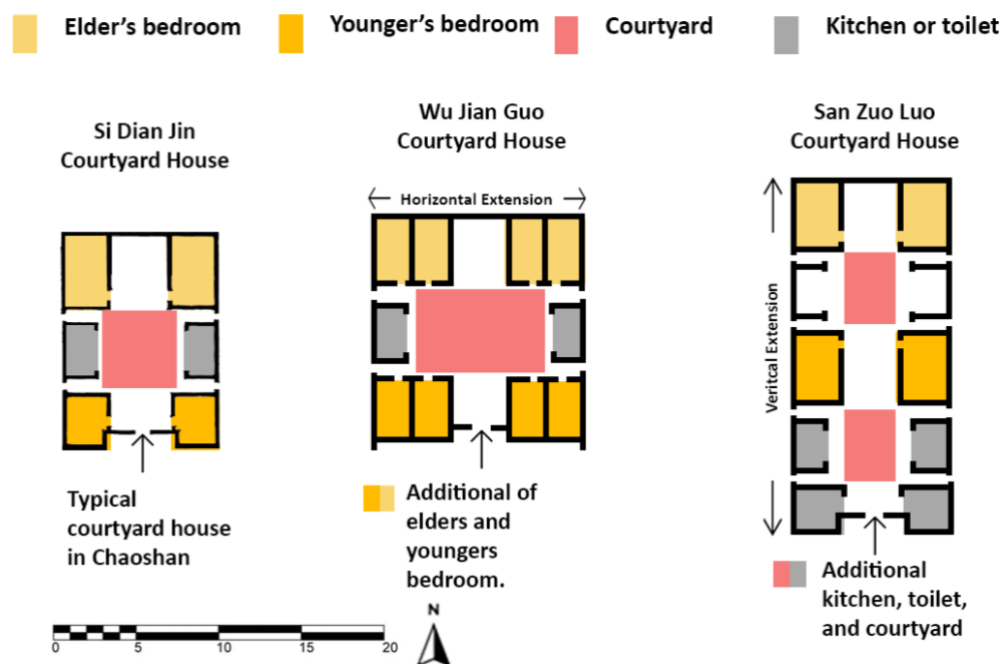 Elder's bedroom
Younger's bedroom
Courtyard
Kitchen or toilet
Si Dian Jin
Courtyard House
Wu Jian Guo
Courtyard House
San Zuo Luo
Courtyard House
Horizontal Extension
Veritcal Extension
Typical
courtyard house
in Chaoshan
Additional of
elders and
youngers
bedroom.
Additional
kitchen, toilet,
and courtyard
N
0 5 10 15 20